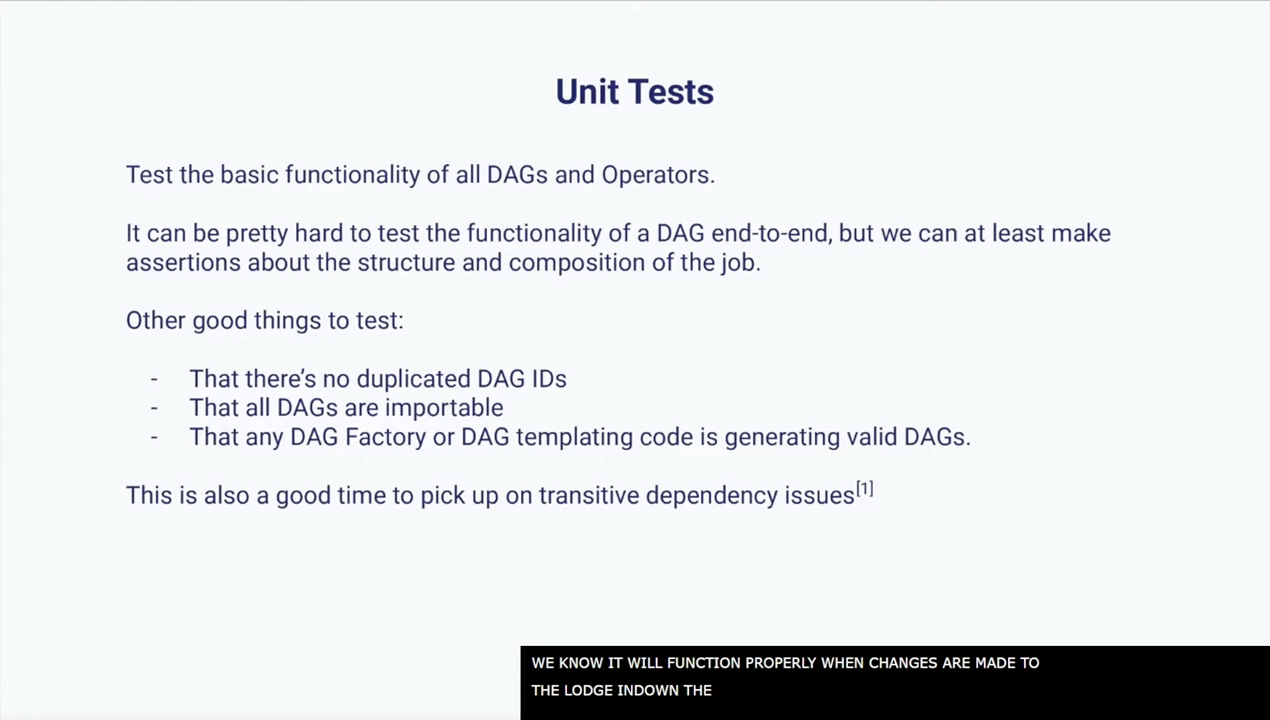 Unit Tests
Test the basic functionality of all DAGs and Operators.
It can be pretty hard to test the functionality of a DAG end-to-end, but we can at least make
assertions about the structure and composition of the job.
Other good things to test:
- That there’s no duplicated DAG IDs
- That all DAGs are importable
- That any DAG Factory or DAG templating code is generating valid DAGs.
This is also a good time to pick up on transitive dependency issues[1]
WE KNOW IT WILL FUNCTION PROPERLY WHEN CHANGES ARE MADE TO
THE LODGE INDOWN THE